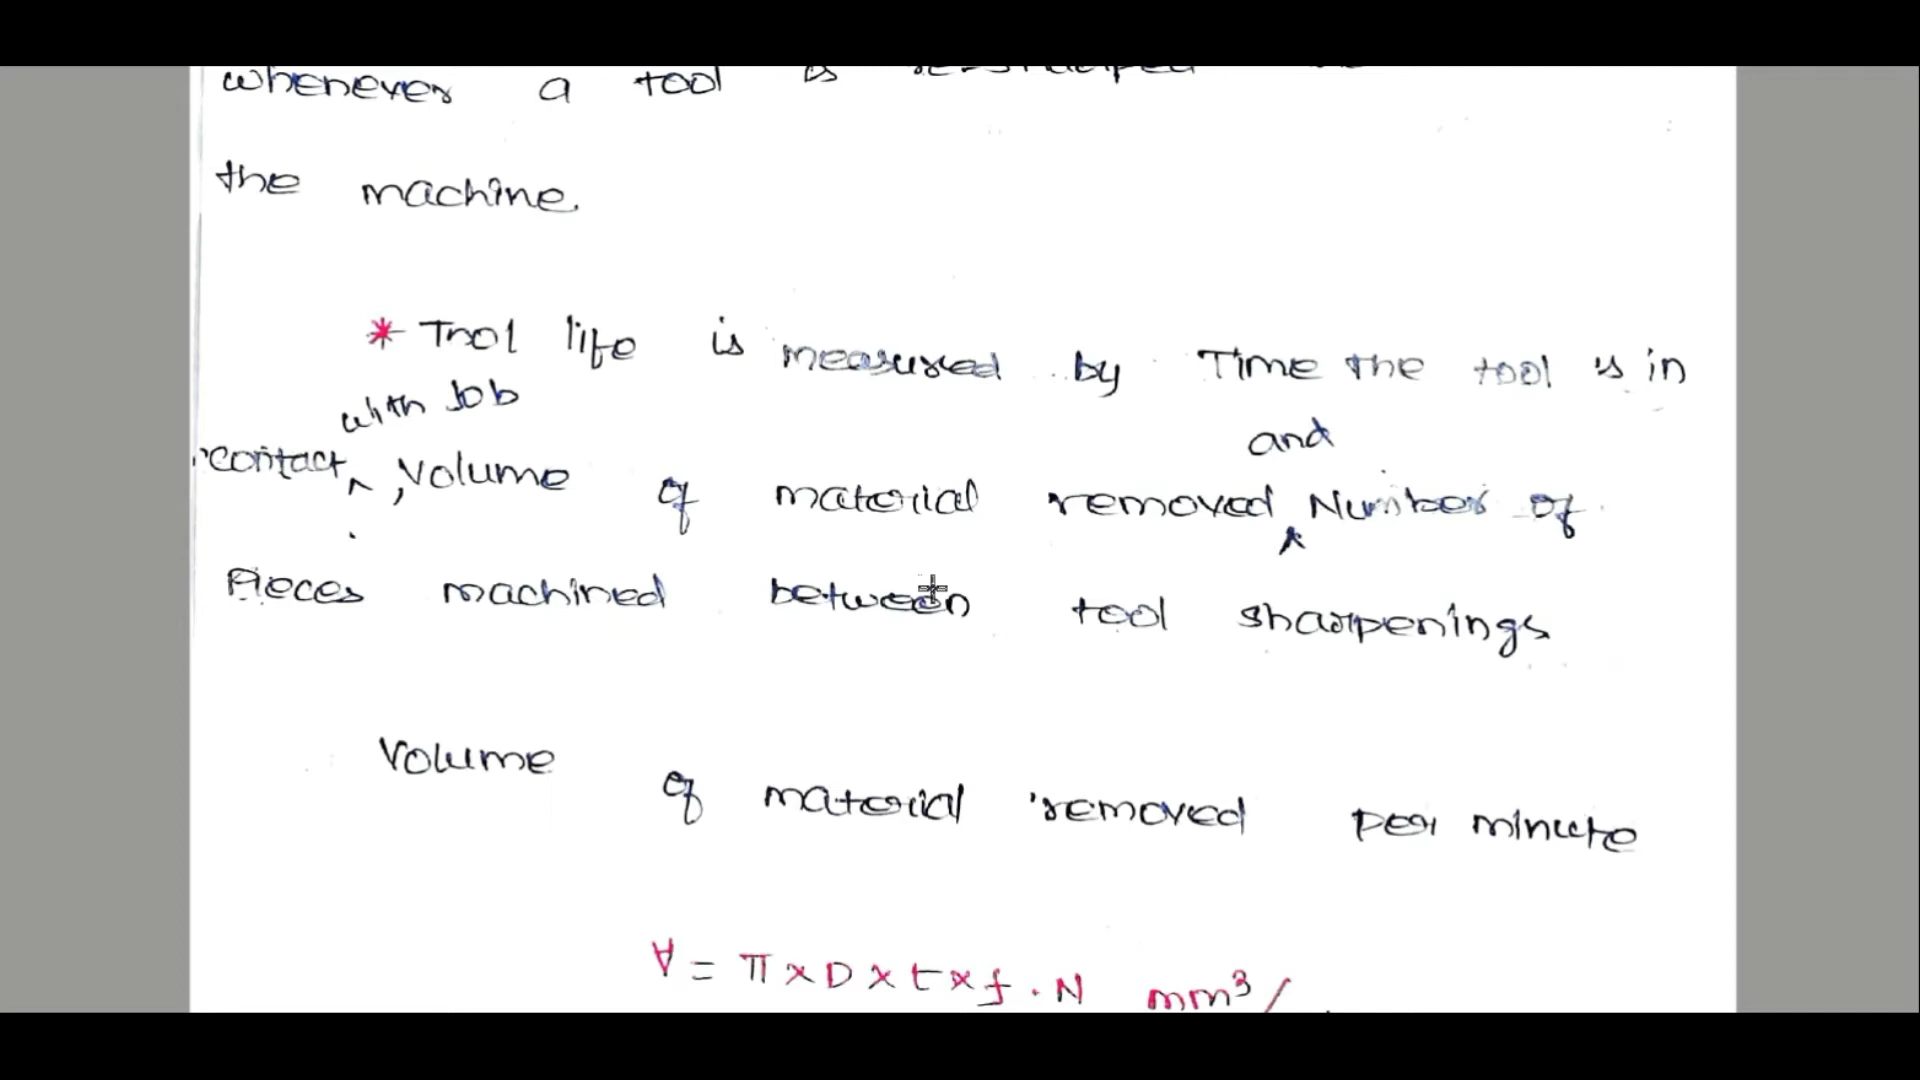 whenever a tool is
the machine.
* Tool life is measured by Time the tool is in
with Job
and
contact ^ , volume of material removed ^ Number of
Pieces machined between tool sharpenings
Volume of material removed per minute
∀ = π × D × t × f . N mm³/